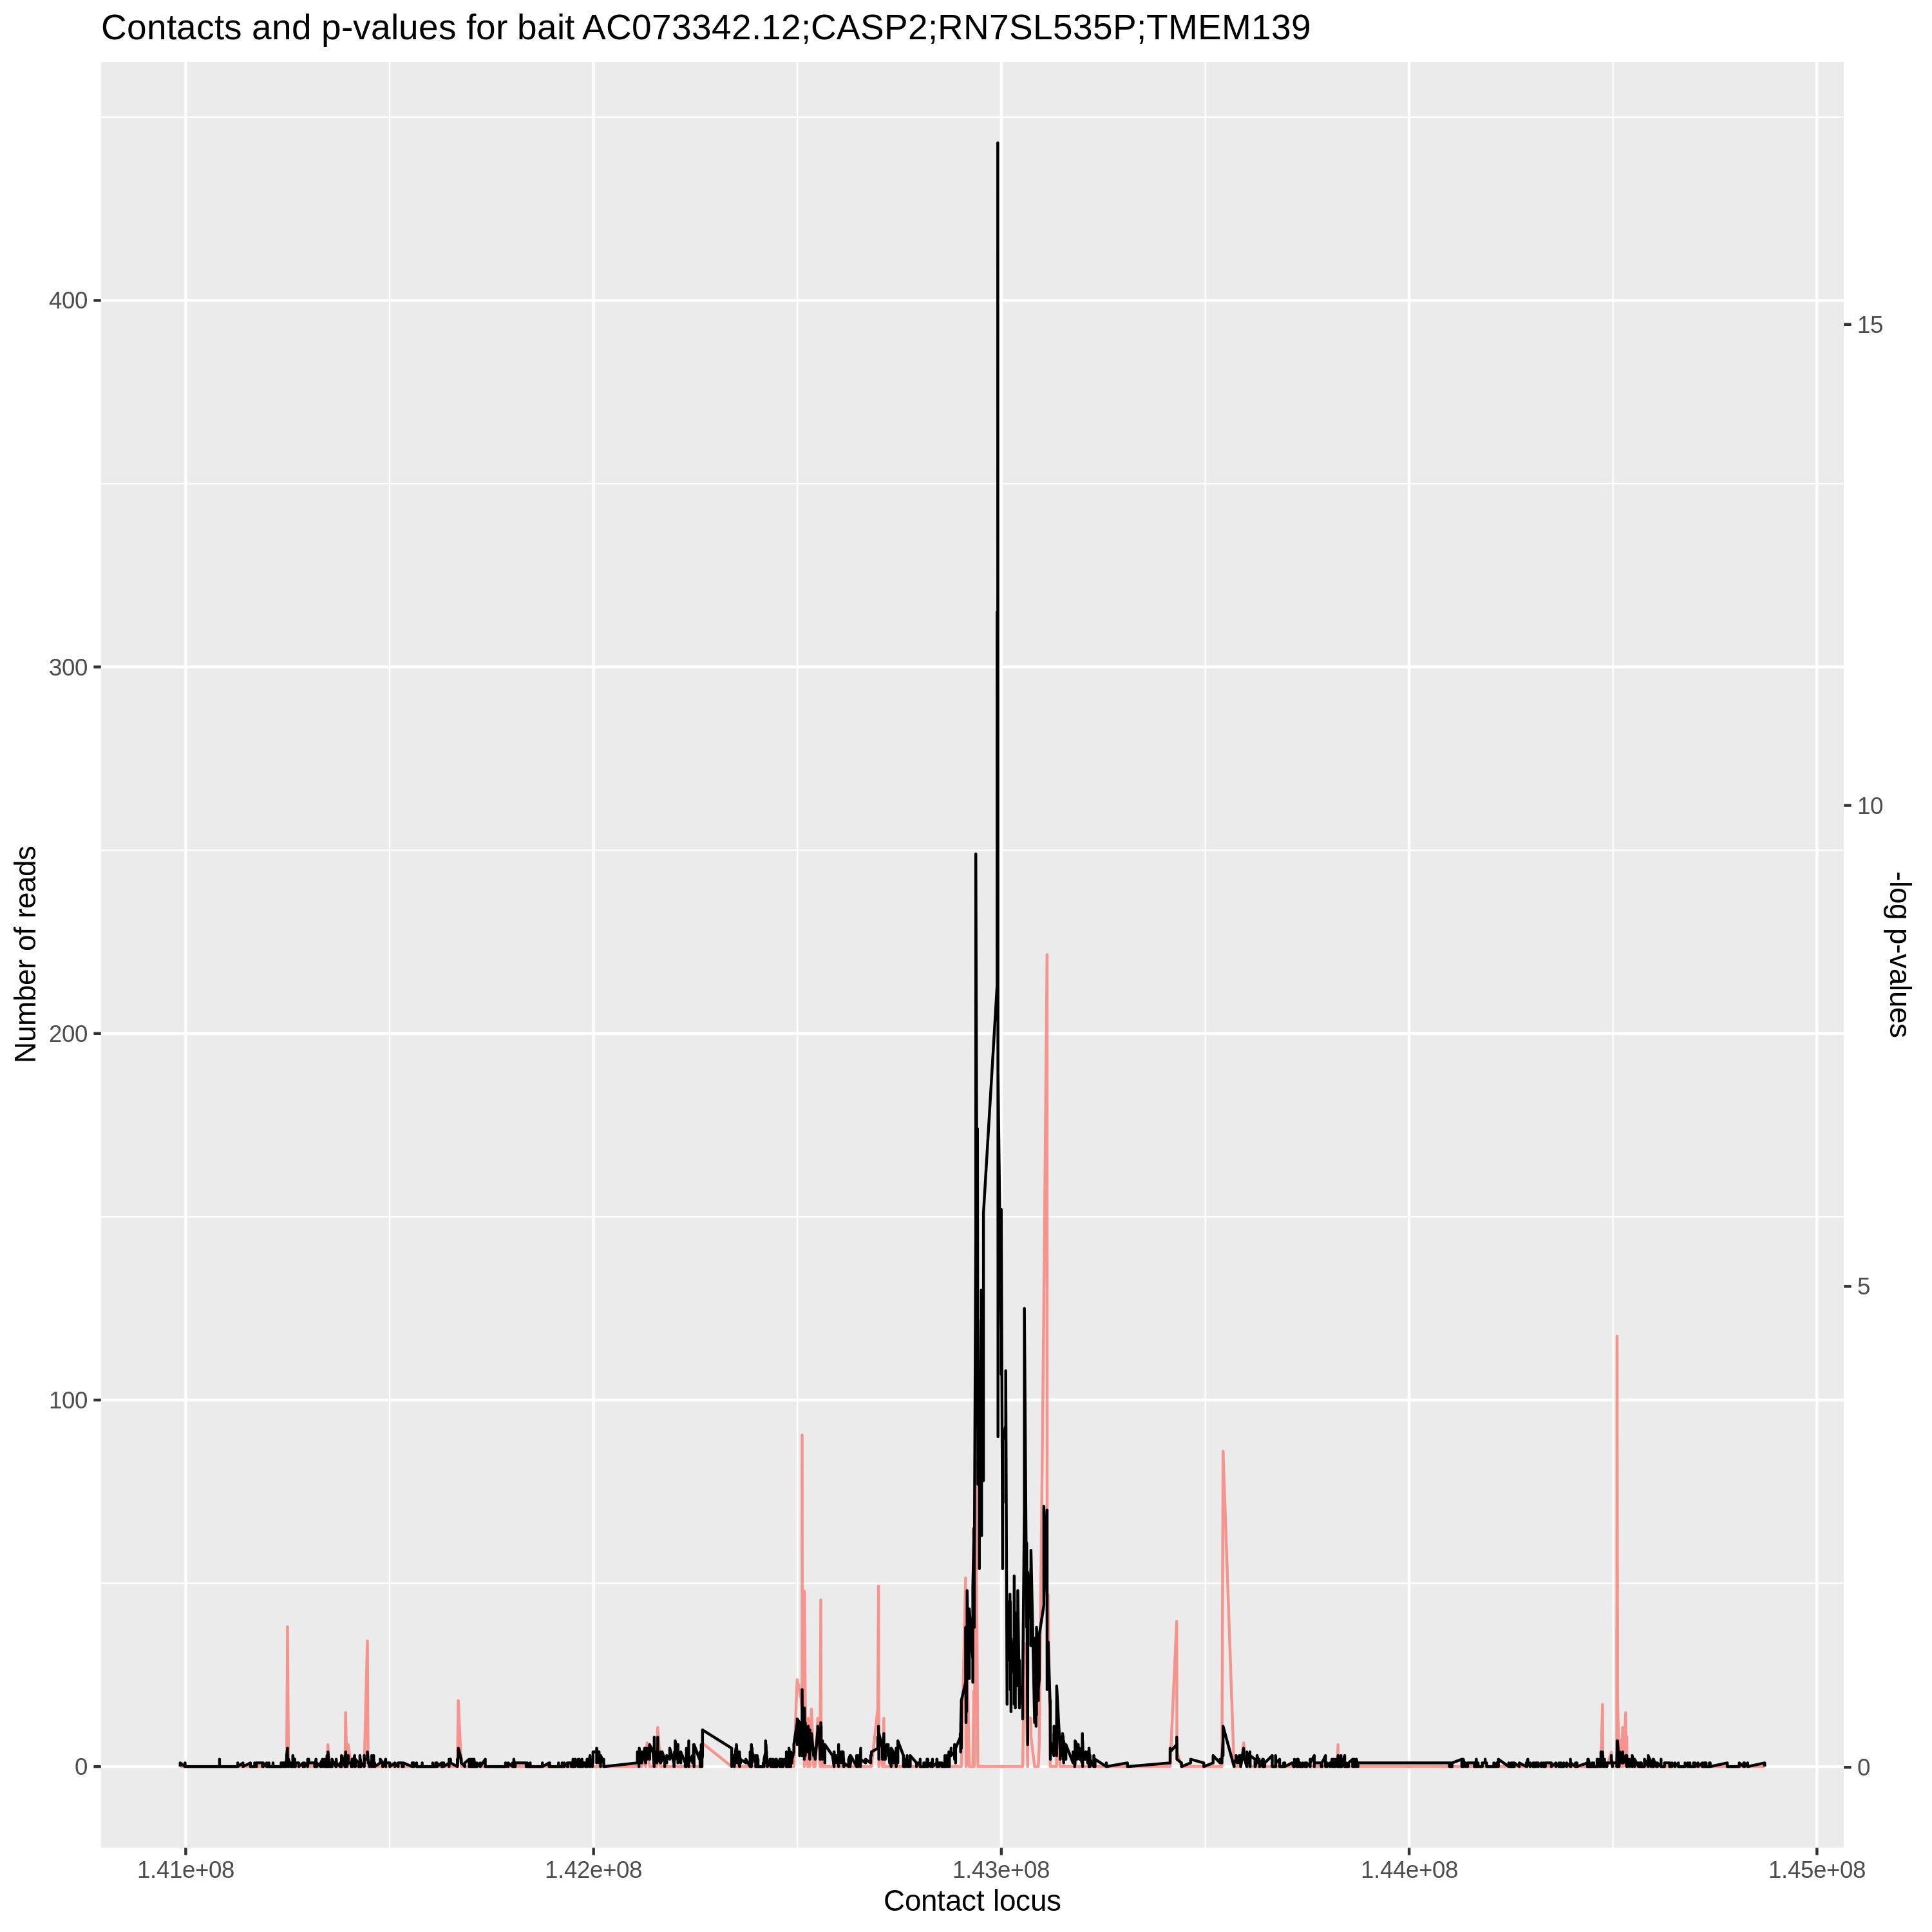 Contacts and p-values for bait AC073342.12;CASP2;RN7SL535P;TMEM139
Number of reads
400
300
200
100
0
15
10
5
0
-log p-values
1.41e+08
1.42e+08
1.43e+08
1.44e+08
1.45e+08
Contact locus